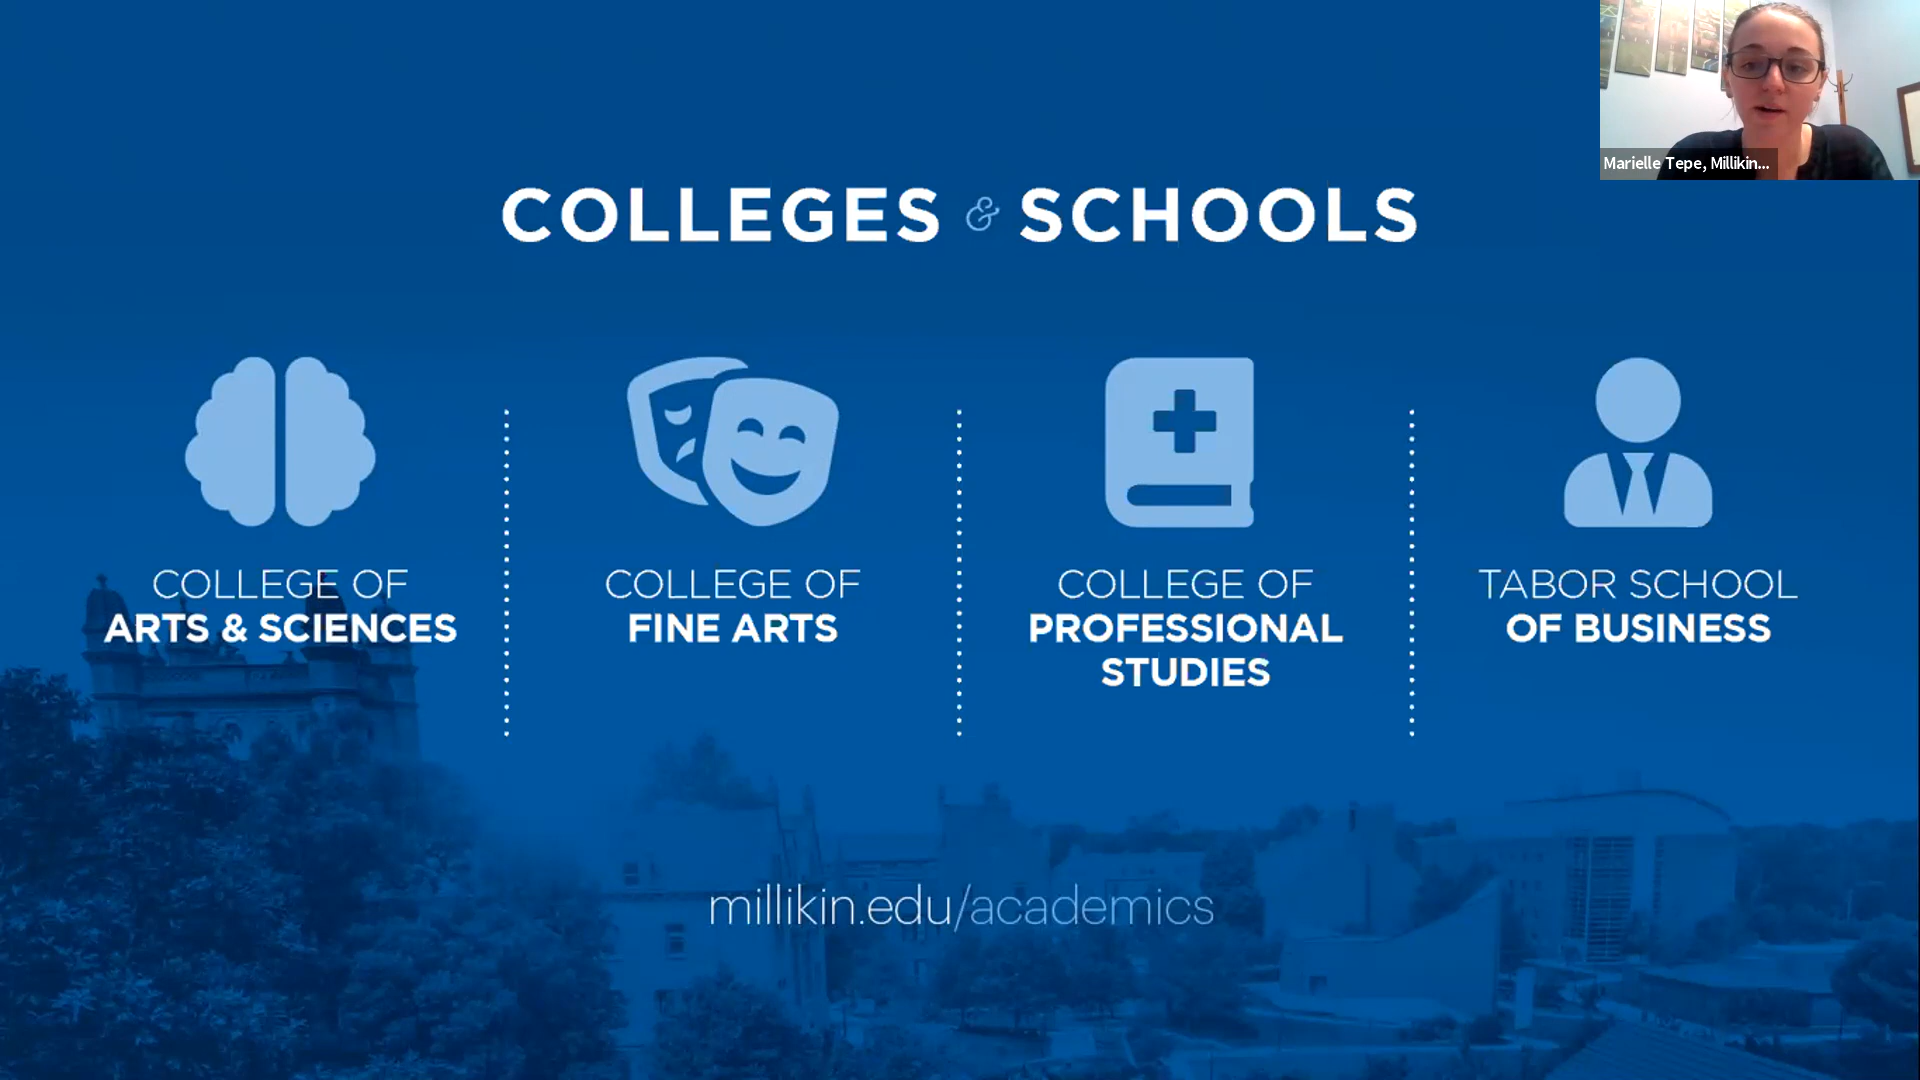 Marielle Tepe, Millikin...
COLLEGES & SCHOOLS
COLLEGE OF
ARTS & SCIENCES
COLLEGE OF
FINE ARTS
COLLEGE OF
PROFESSIONAL
STUDIES
TABOR SCHOOL
OF BUSINESS
millikin.edu/academics